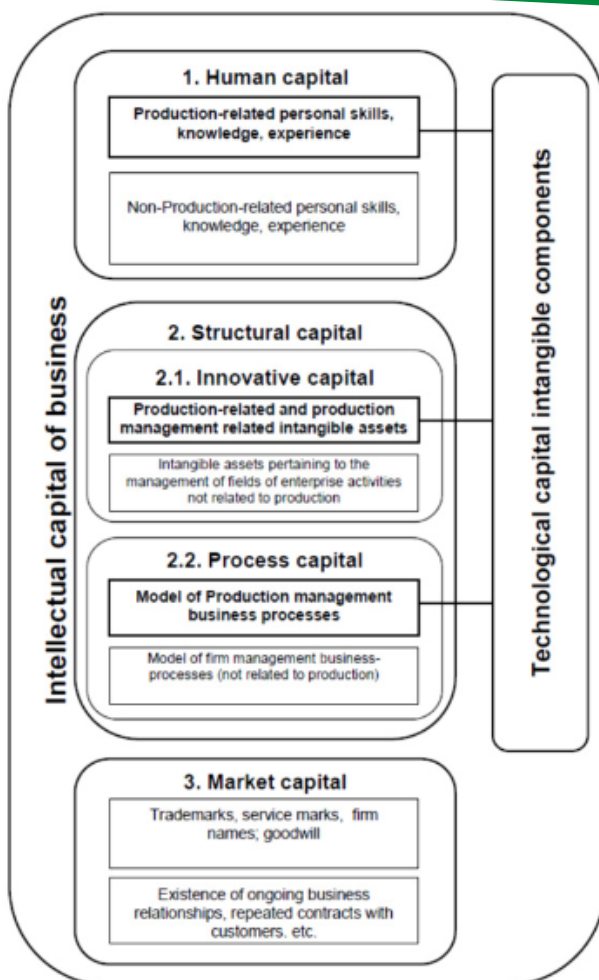 Intellectual capital of business
1. Human capital
Production-related personal skills,
knowledge, experience
Non-Production-related personal skills,
knowledge, experience
2. Structural capital
2.1. Innovative capital
Production-related and production
management related intangible assets
Intangible assets pertaining to the
management of fields of enterprise activities
not related to production
2.2. Process capital
Model of Production management
business processes
Model of firm management business-
processes (not related to production)
3. Market capital
Trademarks, service marks, firm
names; goodwill
Existence of ongoing business
relationships, repeated contracts with
customers. etc.
Technological capital intangible components